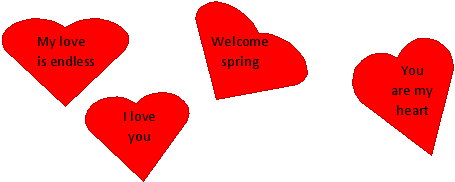 My love
is endless
I love
you
Welcome
spring
You
are my
heart